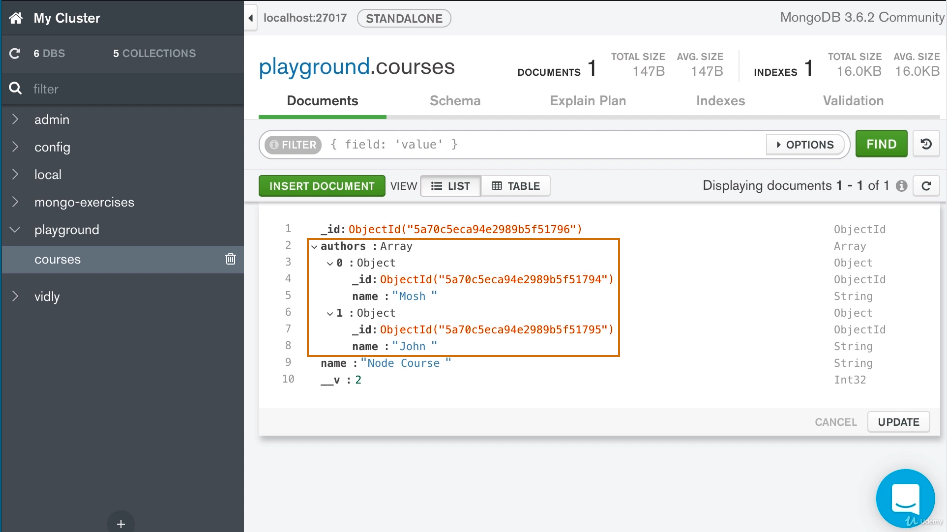 My Cluster
localhost:27017 STANDALONE
MongoDB 3.6.2 Community
6 DBS 5 COLLECTIONS
filter
admin
config
local
mongo-exercises
playground
courses
vidly
+
playground.courses
DOCUMENTS 1 TOTAL SIZE 147B AVG. SIZE 147B INDEXES 1 TOTAL SIZE 16.0KB AVG. SIZE 16.0KB
Documents Schema Explain Plan Indexes Validation
FILTER { field: 'value' } OPTIONS FIND
INSERT DOCUMENT VIEW LIST TABLE Displaying documents 1 - 1 of 1
1 _id: ObjectId("5a70c5eca94e2989b5f51796") ObjectId
2 authors : Array Array
3 0 : Object Object
4 _id: ObjectId("5a70c5eca94e2989b5f51794") ObjectId
5 name : "Mosh " String
6 1 : Object Object
7 _id: ObjectId("5a70c5eca94e2989b5f51795") ObjectId
8 name : "John " String
9 name : "Node Course " String
10 __v : 2 Int32
CANCEL UPDATE
Udemy